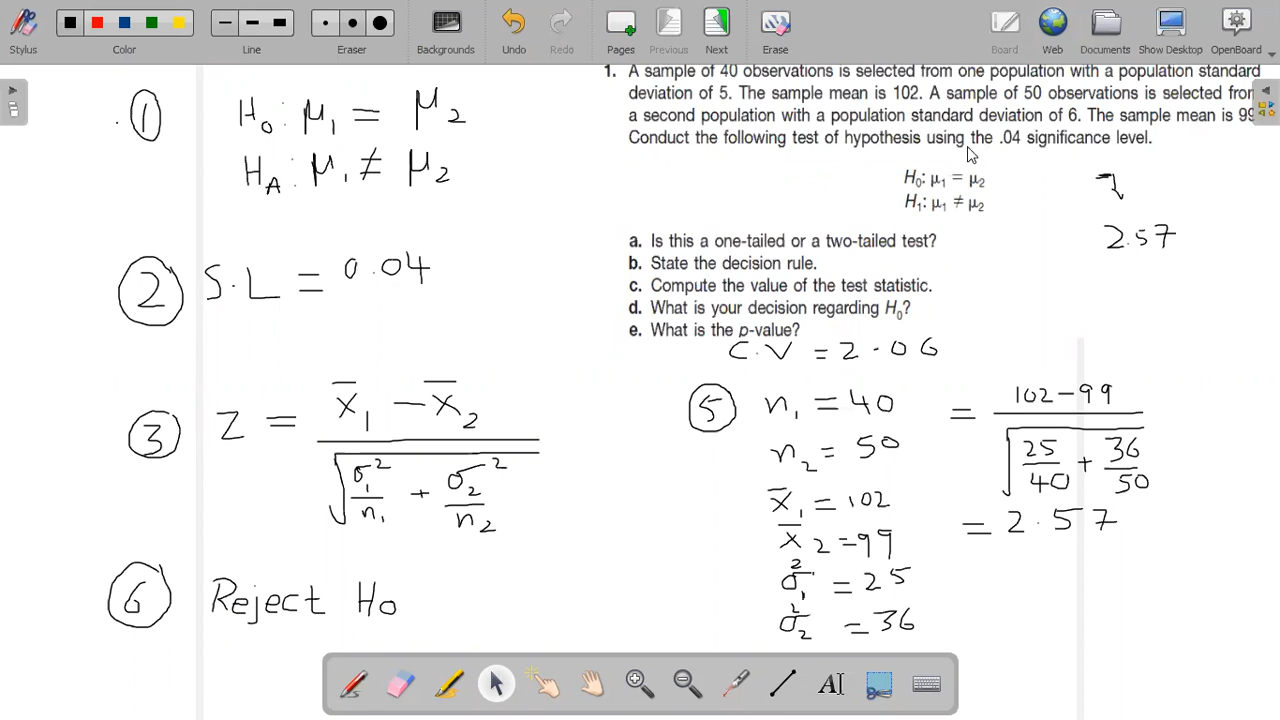 Stylus
Color
Line
Eraser
Backgrounds
Undo
Redo
Pages
Previous
Next
Erase
Board
Web
Documents
Show Desktop
OpenBoard
1. A sample of 40 observations is selected from one population with a population standard
deviation of 5. The sample mean is 102. A sample of 50 observations is selected from
a second population with a population standard deviation of 6. The sample mean is 99
Conduct the following test of hypothesis using the .04 significance level.
H₀: μ₁ = μ₂
H₁: μ₁ ≠ μ₂
a. Is this a one-tailed or a two-tailed test?
b. State the decision rule.
c. Compute the value of the test statistic.
d. What is your decision regarding H₀?
e. What is the p-value?
2.57
① H₀ : μ₁ = μ₂
H_A : μ₁ ≠ μ₂
② S.L = 0.04
③ Z = (x̄₁ − x̄₂) / √(σ₁²/n₁ + σ₂²/n₂)
⑥ Reject Ho
C.V = 2.06
⑤ n₁ = 40
n₂ = 50
x̄₁ = 102
x̄₂ = 99
σ₁² = 25
σ₂² = 36
= (102 − 99) / √(25/40 + 36/50)
= 2.57